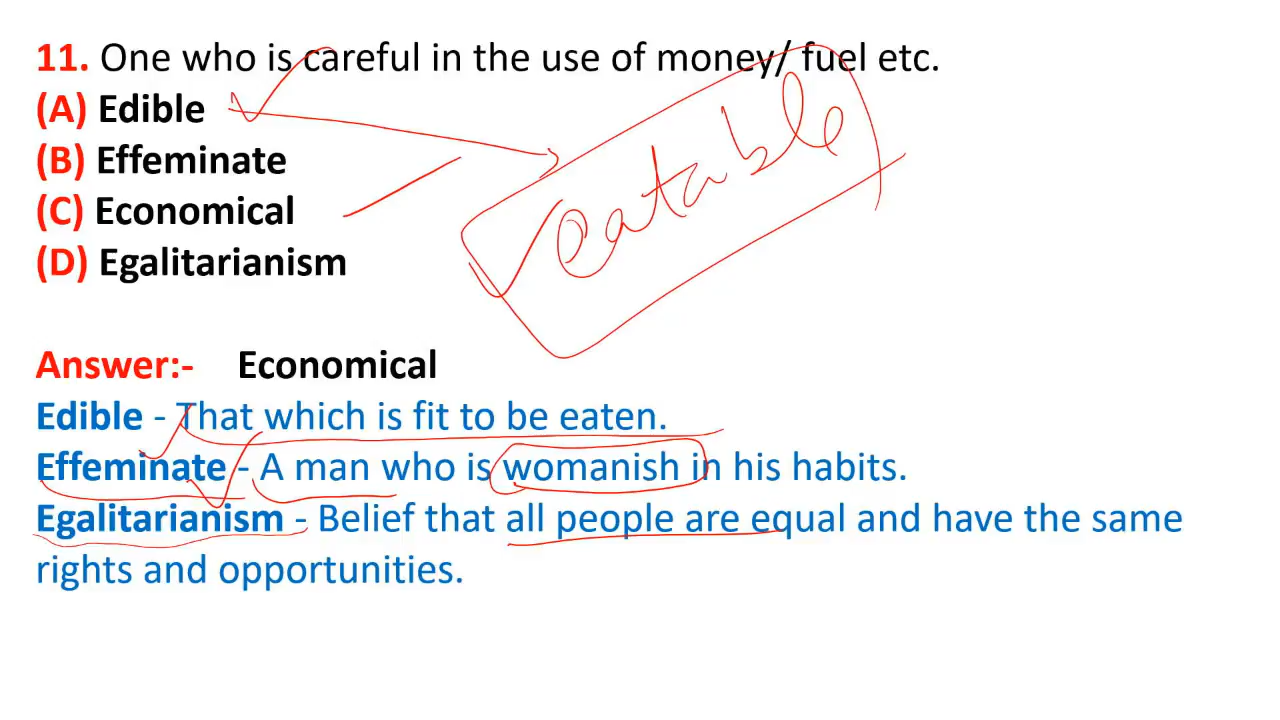 11. One who is careful in the use of money/ fuel etc.
(A) Edible
(B) Effeminate
(C) Economical
(D) Egalitarianism
eatable
Answer:- Economical
Edible - That which is fit to be eaten.
Effeminate - A man who is womanish in his habits.
Egalitarianism - Belief that all people are equal and have the same
rights and opportunities.